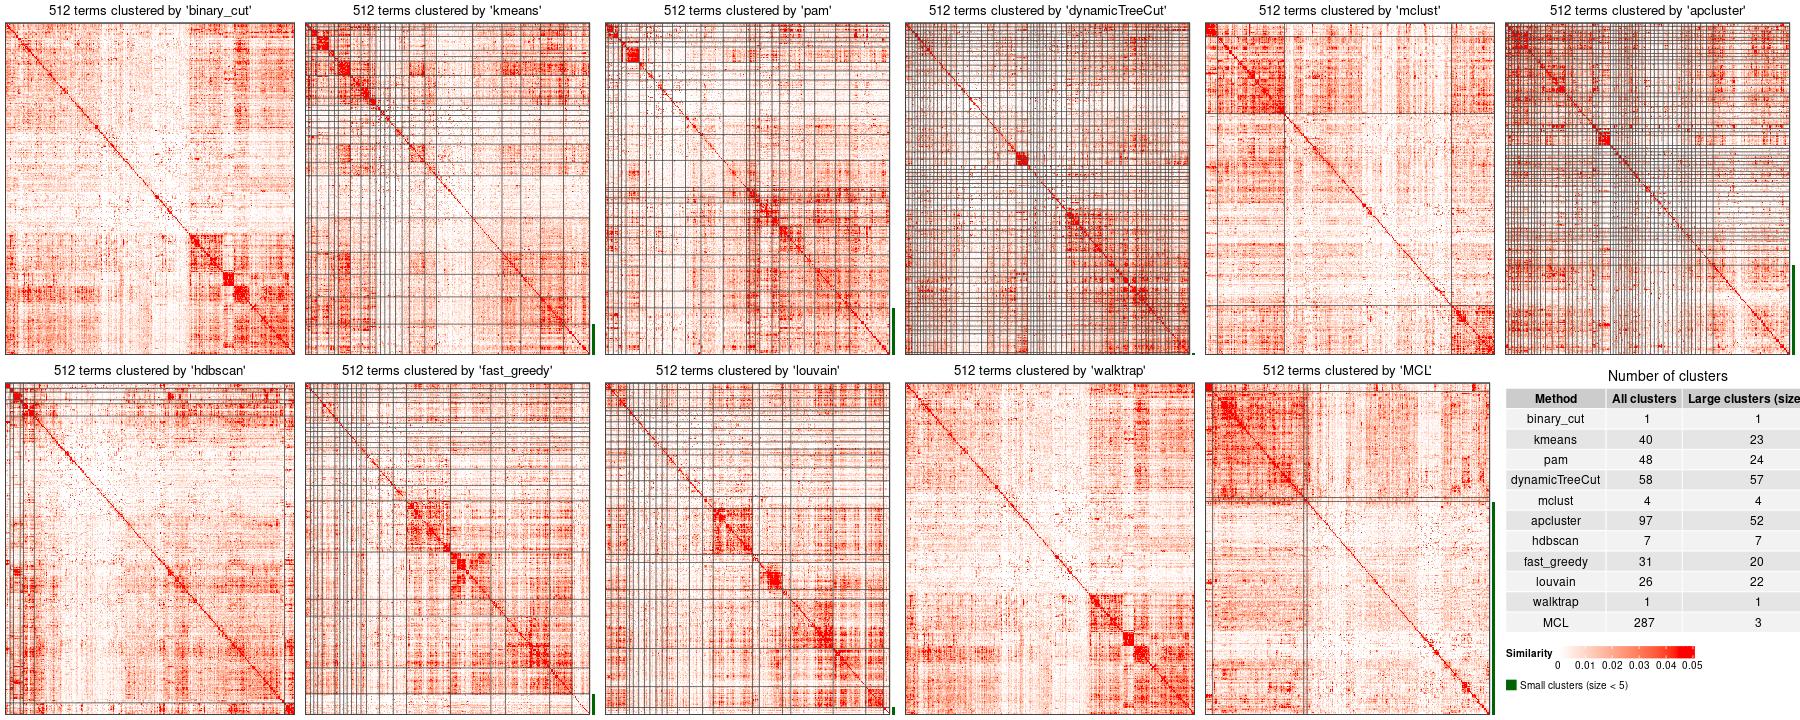 512 terms clustered by 'binary_cut'
512 terms clustered by 'kmeans'
512 terms clustered by 'pam'
512 terms clustered by 'dynamicTreeCut'
512 terms clustered by 'mclust'
512 terms clustered by 'apcluster'
512 terms clustered by 'hdbscan'
512 terms clustered by 'fast_greedy'
512 terms clustered by 'louvain'
512 terms clustered by 'walktrap'
512 terms clustered by 'MCL'
Number of clusters
Method All clusters Large clusters (size
binary_cut 1 1
kmeans 40 23
pam 48 24
dynamicTreeCut 58 57
mclust 4 4
apcluster 97 52
hdbscan 7 7
fast_greedy 31 20
louvain 26 22
walktrap 1 1
MCL 287 3
Similarity
0 0.01 0.02 0.03 0.04 0.05
Small clusters (size < 5)